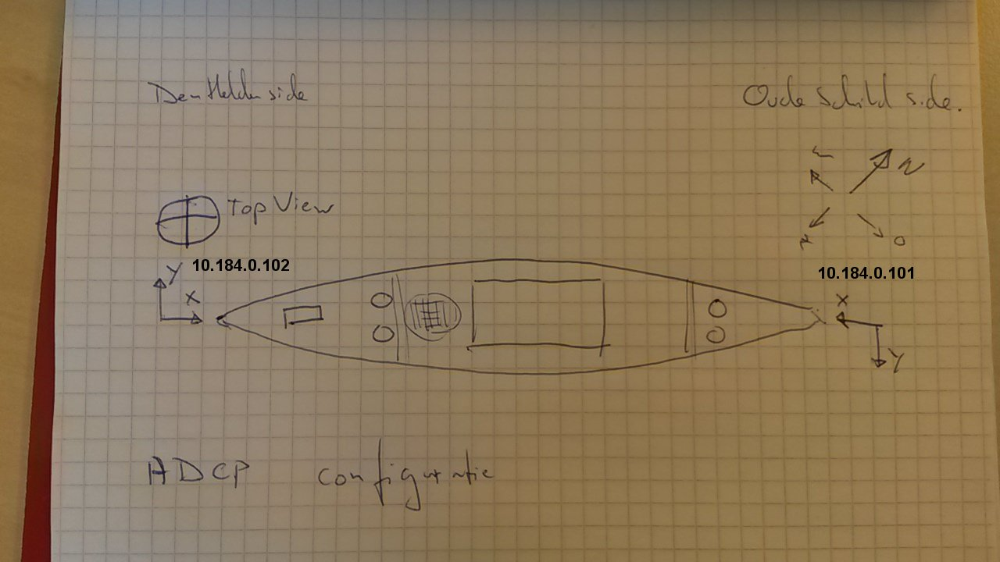 Den Helder side
Oude Schild side.
N
Top View
O
10.184.0.102
10.184.0.101
Y
X
X
Y
ADCP configuratie